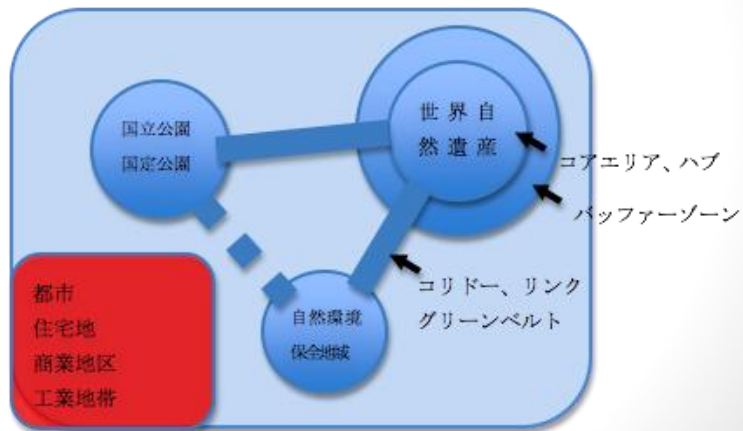 国立公園
国定公園
世界自
然遺産
コアエリア、ハブ
バッファーゾーン
コリドー、リンク
グリーンベルト
自然環境
保全地域
都市
住宅地
商業地区
工業地帯